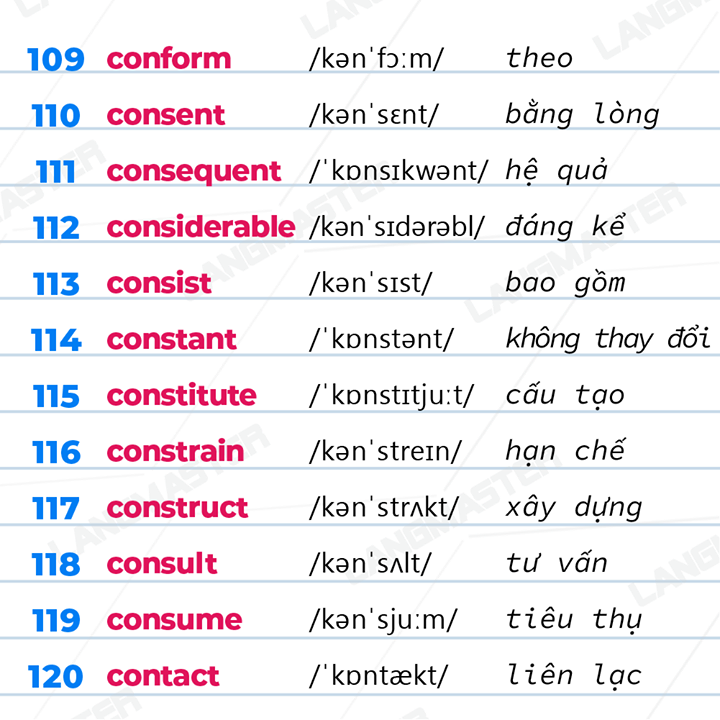 109 conform /kənˈfɔːm/ theo
110 consent /kənˈsɛnt/ bằng lòng
111 consequent /ˈkɒnsɪkwənt/ hệ quả
112 considerable /kənˈsɪdərəbl/ đáng kể
113 consist /kənˈsɪst/ bao gồm
114 constant /ˈkɒnstənt/ không thay đổi
115 constitute /ˈkɒnstɪtjuːt/ cấu tạo
116 constrain /kənˈstreɪn/ hạn chế
117 construct /kənˈstrʌkt/ xây dựng
118 consult /kənˈsʌlt/ tư vấn
119 consume /kənˈsjuːm/ tiêu thụ
120 contact /ˈkɒntækt/ liên lạc